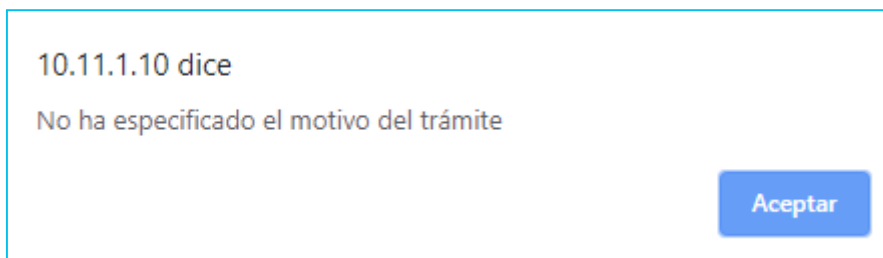 10.11.1.10 dice
No ha especificado el motivo del trámite
Aceptar